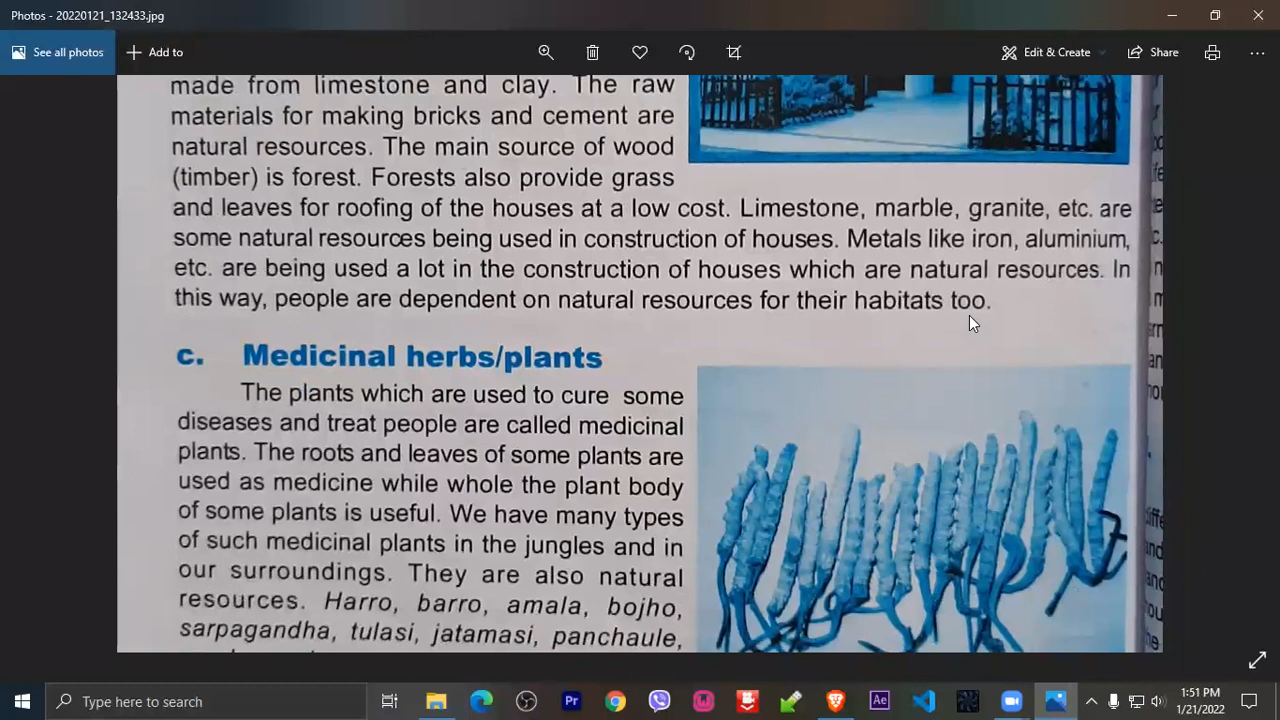 Photos - 20220121_132433.jpg
See all photos
Add to
Edit & Create
Share
made from limestone and clay. The raw
materials for making bricks and cement are
natural resources. The main source of wood
(timber) is forest. Forests also provide grass
and leaves for roofing of the houses at a low cost. Limestone, marble, granite, etc. are
some natural resources being used in construction of houses. Metals like iron, aluminium,
etc. are being used a lot in the construction of houses which are natural resources. In
this way, people are dependent on natural resources for their habitats too.
c. Medicinal herbs/plants
The plants which are used to cure some
diseases and treat people are called medicinal
plants. The roots and leaves of some plants are
used as medicine while whole the plant body
of some plants is useful. We have many types
of such medicinal plants in the jungles and in
our surroundings. They are also natural
resources. Harro, barro, amala, bojho,
sarpagandha, tulasi, jatamasi, panchaule,
Type here to search
Pr
Ae
1:51 PM
1/21/2022